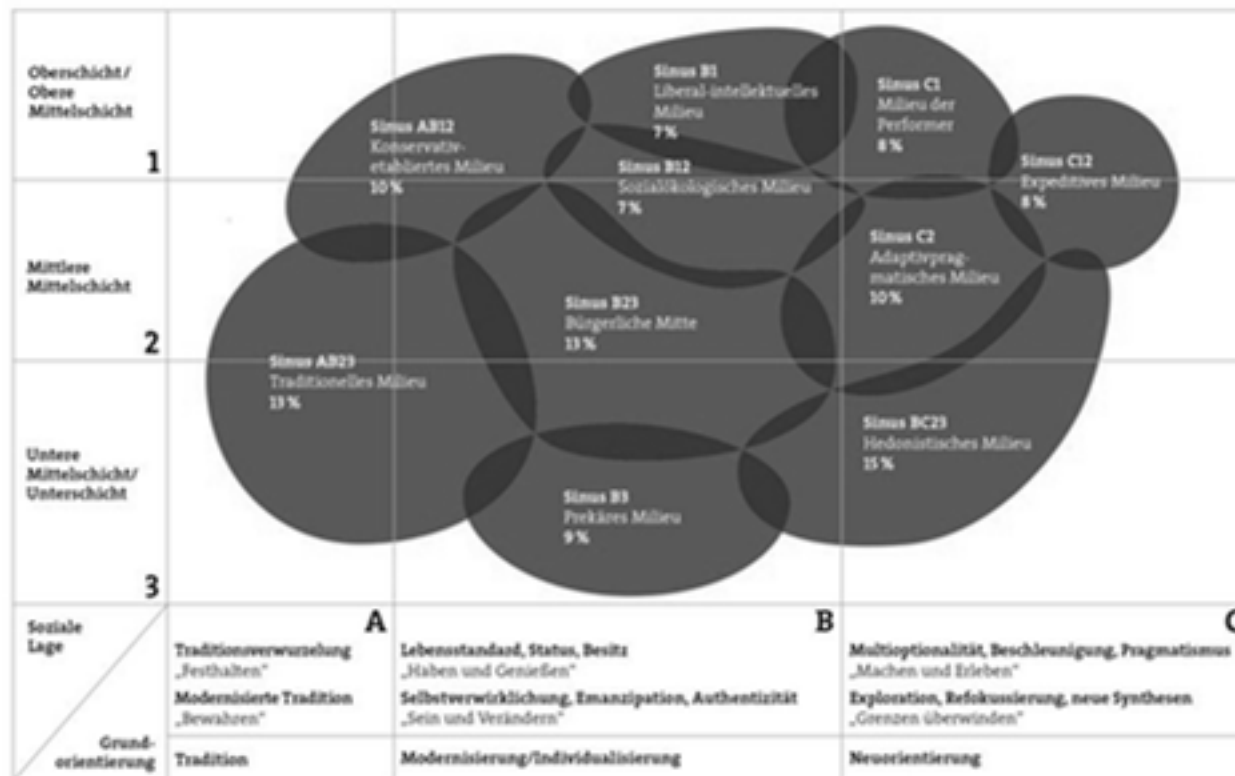 Oberschicht/
Obere
Mittelschicht
1
Mittlere
Mittelschicht
2
Untere
Mittelschicht/
Unterschicht
3
Sinus AB12
Konservativ-
etabliertes Milieu
10 %
Sinus B1
Liberal-intellektuelles
Milieu
7 %
Sinus C1
Milieu der
Performer
8 %
Sinus C12
Expeditives Milieu
8 %
Sinus B12
Sozialökologisches Milieu
7 %
Sinus C2
Adaptivprag-
matisches Milieu
10 %
Sinus B23
Bürgerliche Mitte
13 %
Sinus AB23
Traditionelles Milieu
13 %
Sinus BC23
Hedonistisches Milieu
15 %
Sinus B3
Prekäres Milieu
9 %
Soziale
Lage
Grund-
orientierung
A
Traditionsverwurzelung
„Festhalten“
Modernisierte Tradition
„Bewahren“
Tradition
B
Lebensstandard, Status, Besitz
„Haben und Genießen“
Selbstverwirklichung, Emanzipation, Authentizität
„Sein und Verändern“
Modernisierung/Individualisierung
C
Multioptionalität, Beschleunigung, Pragmatismus
„Machen und Erleben“
Exploration, Refokussierung, neue Synthesen
„Grenzen überwinden“
Neuorientierung